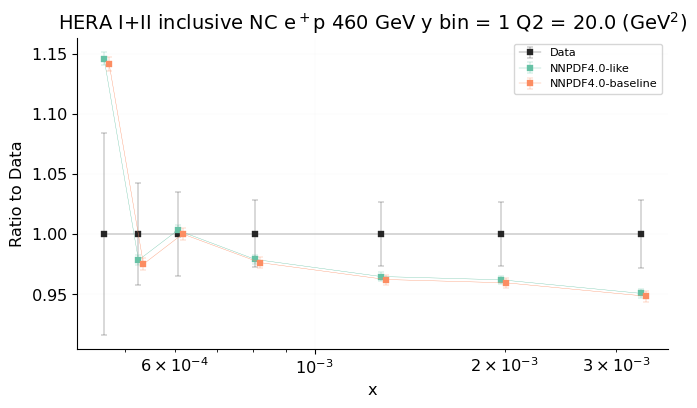 HERA I+II inclusive NC e⁺p 460 GeV y bin = 1 Q2 = 20.0 (GeV²)
Data
NNPDF4.0-like
NNPDF4.0-baseline
Ratio to Data
1.15
1.10
1.05
1.00
0.95
6 × 10⁻⁴
10⁻³
2 × 10⁻³
3 × 10⁻³
x